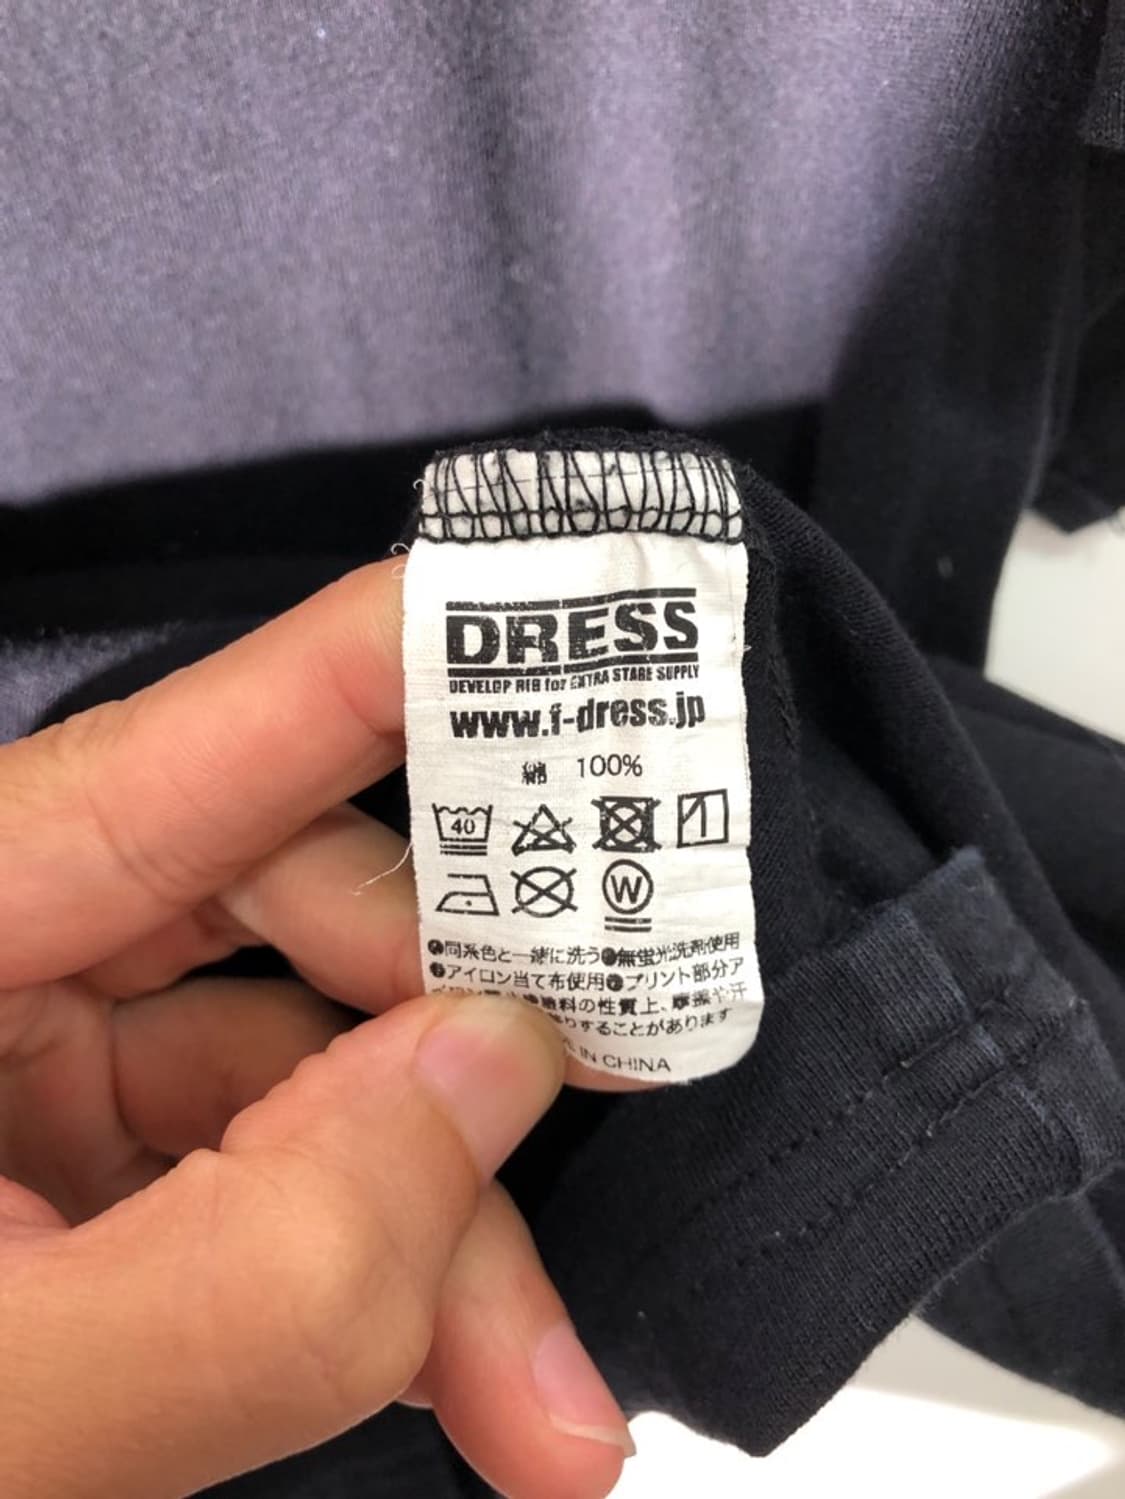 DRESS
DEVELOP RIB for EXTRA STAGE SUPPLY
www.f-dress.jp
綿 100%
40
W
●同系色と一緒に洗う●無蛍光洗剤使用
●アイロン当て布使用●プリント部分ア
料の性質上、摩擦や汗
りすることがあります
IN CHINA